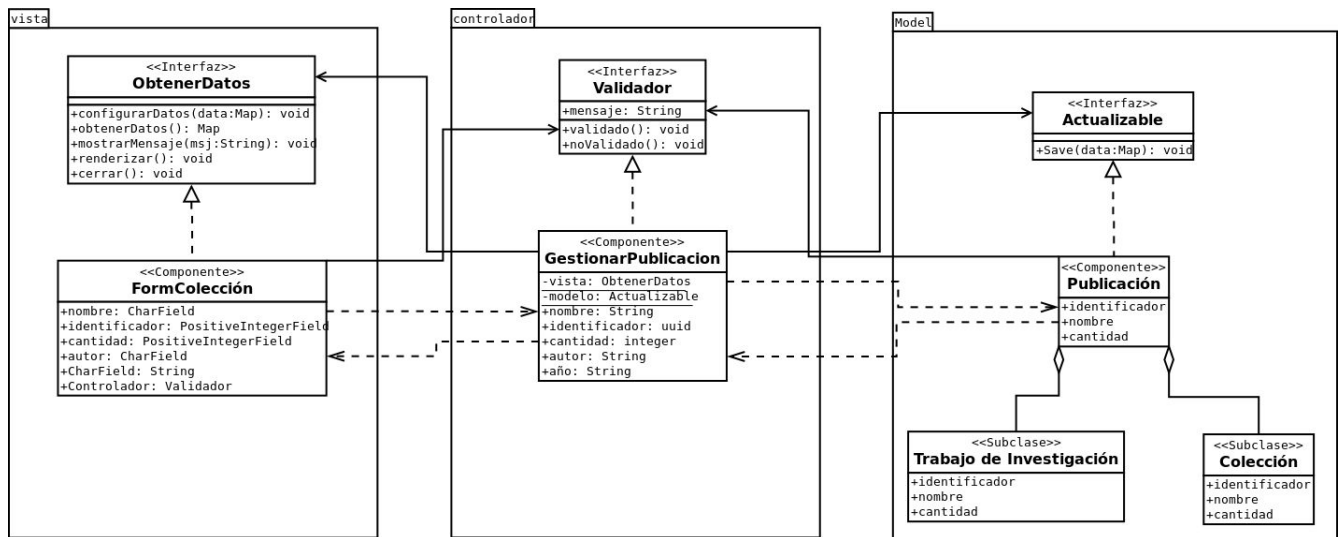 vista
<<Interfaz>>
ObtenerDatos
+configurarDatos(data:Map): void
+obtenerDatos(): Map
+mostrarMensaje(msj:String): void
+renderizar(): void
+cerrar(): void
<<Componente>>
FormColección
+nombre: CharField
+identificador: PositiveIntegerField
+cantidad: PositiveIntegerField
+autor: CharField
+CharField: String
+Controlador: Validador
controlador
<<Interfaz>>
Validador
+mensaje: String
+validado(): void
+noValidado(): void
<<Componente>>
GestionarPublicacion
-vista: ObtenerDatos
-modelo: Actualizable
+nombre: String
+identificador: uuid
+cantidad: integer
+autor: String
+año: String
Model
<<Interfaz>>
Actualizable
+Save(data:Map): void
<<Componente>>
Publicación
+identificador
+nombre
+cantidad
<<Subclase>>
Trabajo de Investigación
+identificador
+nombre
+cantidad
<<Subclase>>
Colección
+identificador
+nombre
+cantidad